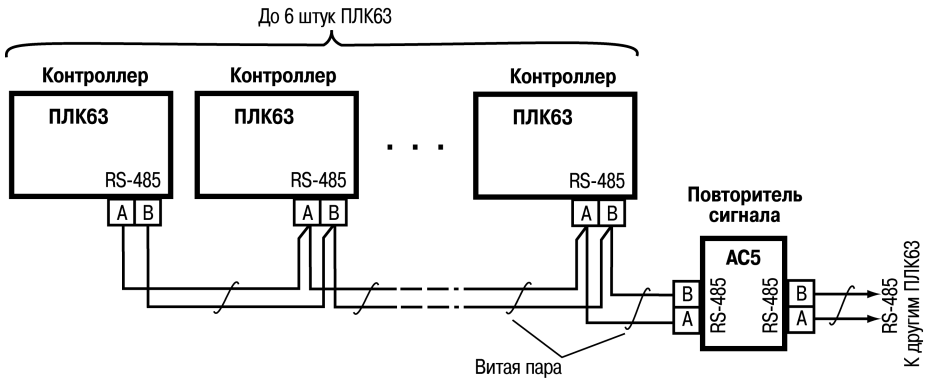 До 6 штук ПЛК63
Контроллер
ПЛК63
RS-485
A B
Контроллер
ПЛК63
RS-485
A B
. . .
Контроллер
ПЛК63
RS-485
A B
Витая пара
Повторитель
сигнала
АС5
B
A
RS-485
RS-485
B
A
RS-485
К другим ПЛК63